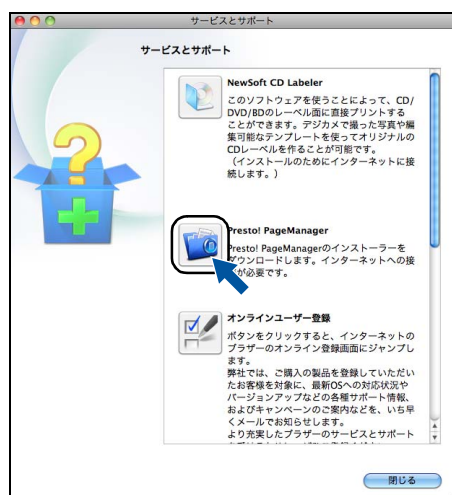 サービスとサポート
サービスとサポート
NewSoft CD Labeler
このソフトウェアを使うことによって、CD/
DVD/BDのレーベル面に直接プリントする
ことができます。デジカメで撮った写真や編
集可能なテンプレートを使ってオリジナルの
CDレーベルを作ることが可能です。
（インストールのためにインターネットに接
続します。）
Presto! PageManager
Presto! PageManagerのインストーラーを
ダウンロードします。インターネットへの接
が必要です。
オンラインユーザー登録
ボタンをクリックすると、インターネットの
ブラザーのオンライン登録画面にジャンプし
ます。
弊社では、ご購入の製品を登録していただい
たお客様を対象に、最新OSへの対応状況や
バージョンアップなどの各種サポート情報、
およびキャンペーンのご案内などを、いち早
くメールでお知らせします。
より充実したブラザーのサービスとサポート
閉じる